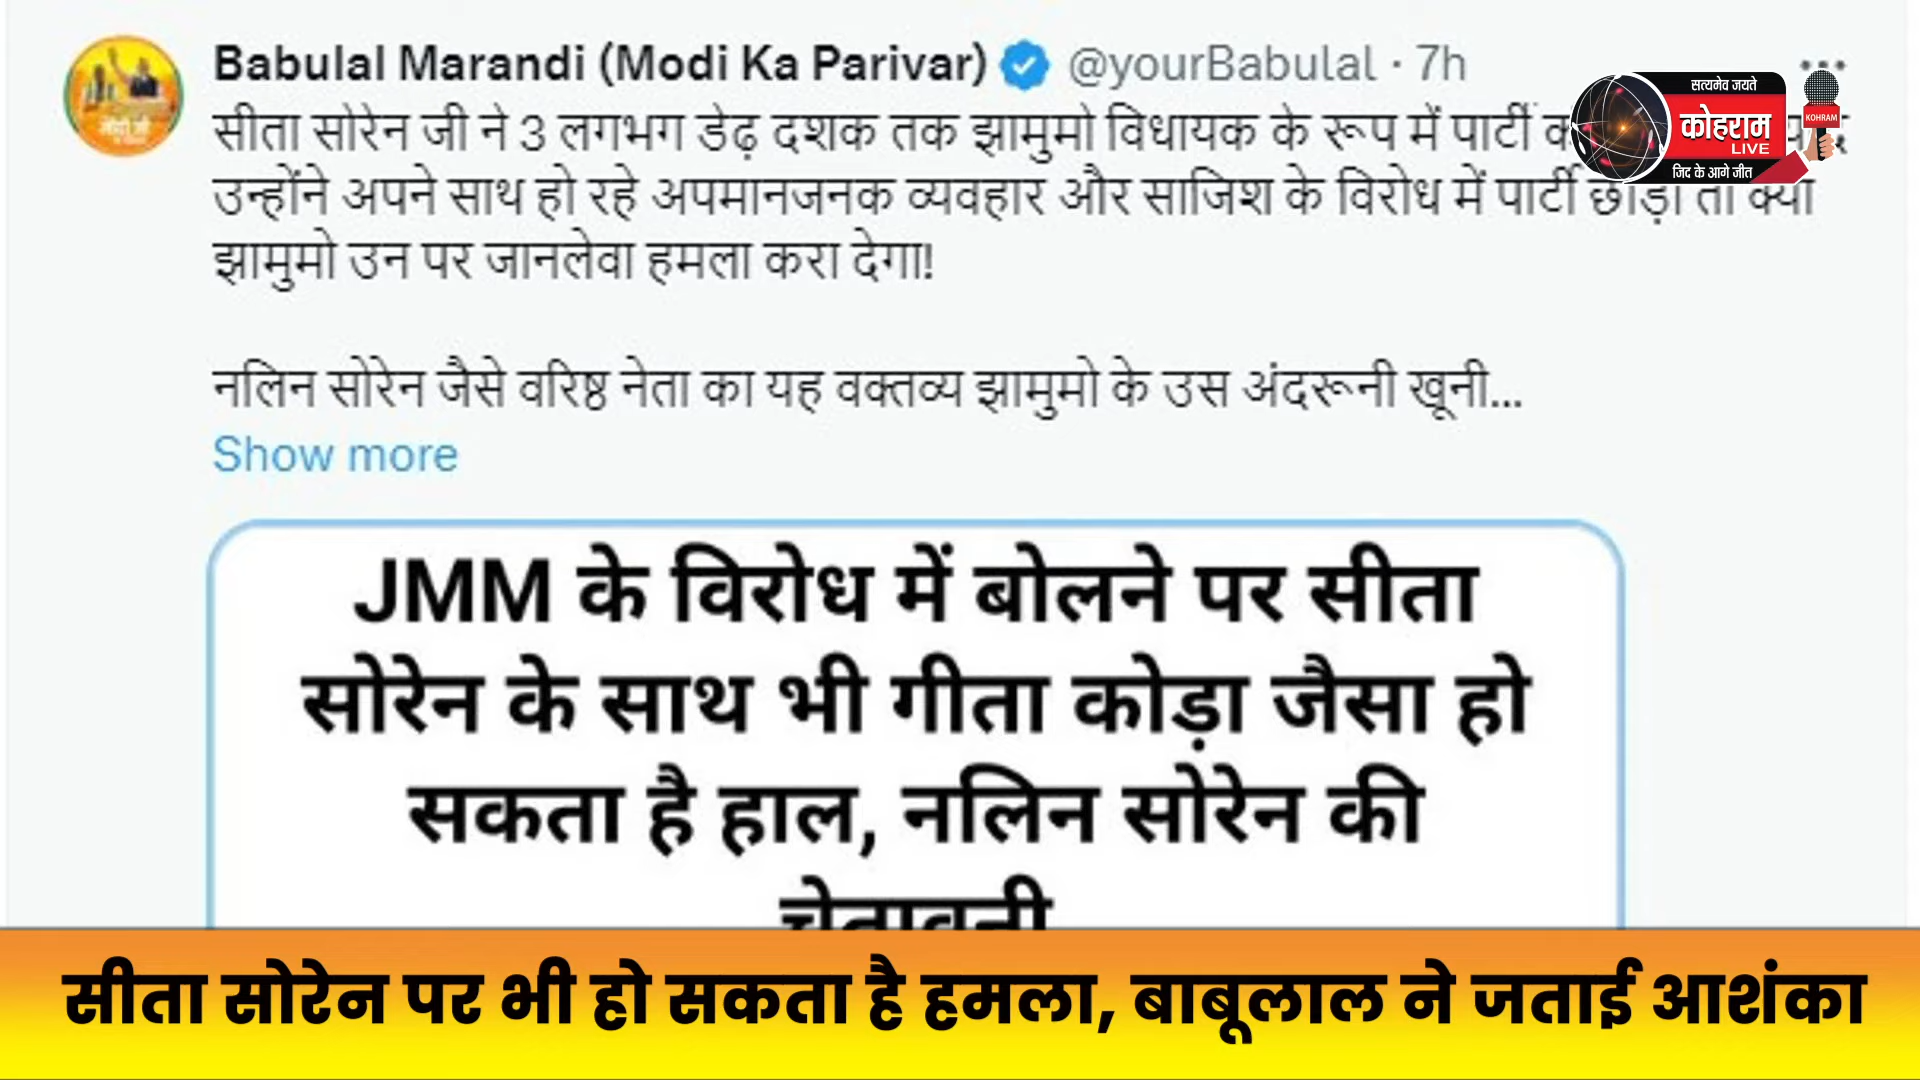 Babulal Marandi (Modi Ka Parivar) @yourBabulal · 7h
सीता सोरेन जी ने 3 लगभग डेढ़ दशक तक झामुमो विधायक के रूप में पार्टी
उन्होंने अपने साथ हो रहे अपमानजनक व्यवहार और साजिश के विरोध में पार्टी छोड़ी तो क्या
झामुमो उन पर जानलेवा हमला करा देगा!
नलिन सोरेन जैसे वरिष्ठ नेता का यह वक्तव्य झामुमो के उस अंदरूनी खूनी...
Show more
सत्यमेव जयते
कोहराम
LIVE
KOHRAM
जिद के आगे जीत
JMM के विरोध में बोलने पर सीता
सोरेन के साथ भी गीता कोड़ा जैसा हो
सकता है हाल, नलिन सोरेन की
चेतावनी
सीता सोरेन पर भी हो सकता है हमला, बाबूलाल ने जताई आशंका